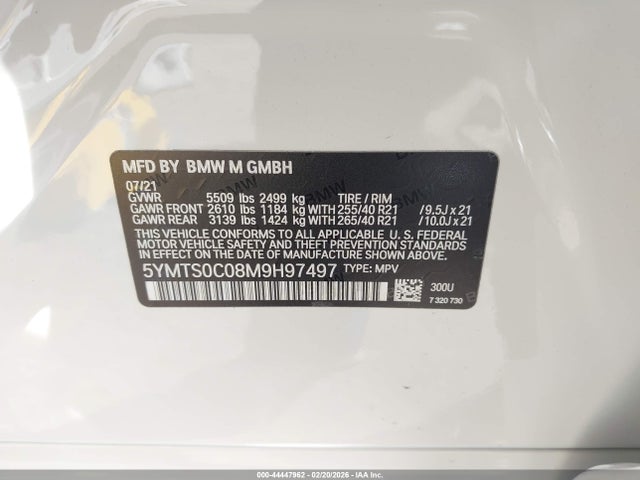 MFD BY BMW M GMBH
07/21
GVWR 5509 lbs 2499 kg TIRE / RIM
GAWR FRONT 2610 lbs 1184 kg WITH 255/40 R21 /9.5J x 21
GAWR REAR 3139 lbs 1424 kg WITH 265/40 R21 /10.0J x 21
THIS VEHICLE CONFORMS TO ALL APPLICABLE U.S. FEDERAL
MOTOR VEHICLE SAFETY, BUMPER, AND THEFT PREVENTION
STANDARDS IN EFFECT ON THE DATE OF MANUFACTURE SHOWN ABOVE.
5YMTS0C08M9H97497 TYPE: MPV
300U
7 320 730
000-44447962 - 02/20/2026 - IAAI Inc.